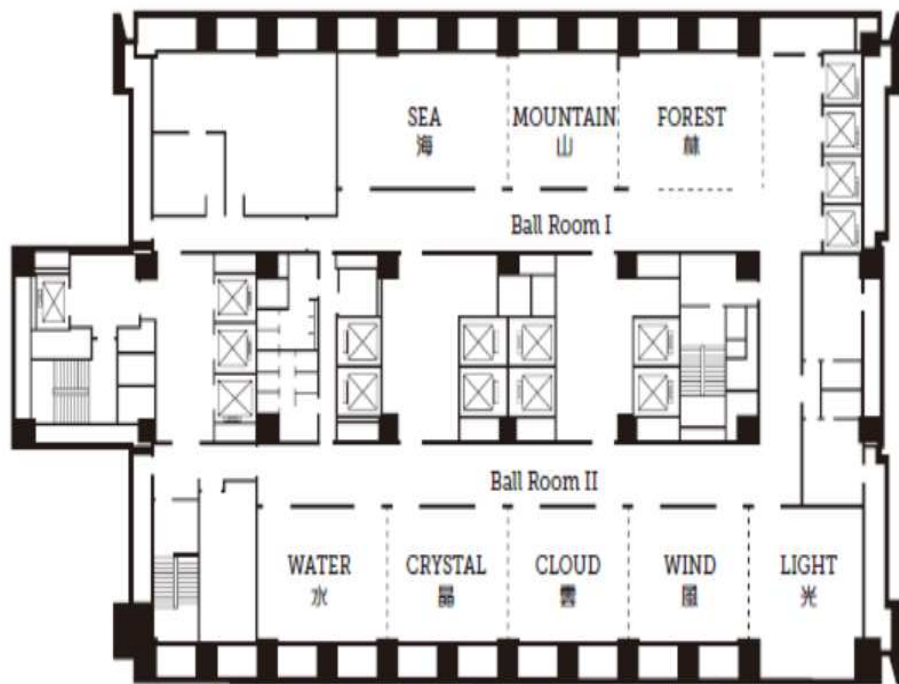 SEA
海
MOUNTAIN
山
FOREST
林
Ball Room I
Ball Room II
WATER
水
CRYSTAL
晶
CLOUD
雲
WIND
風
LIGHT
光